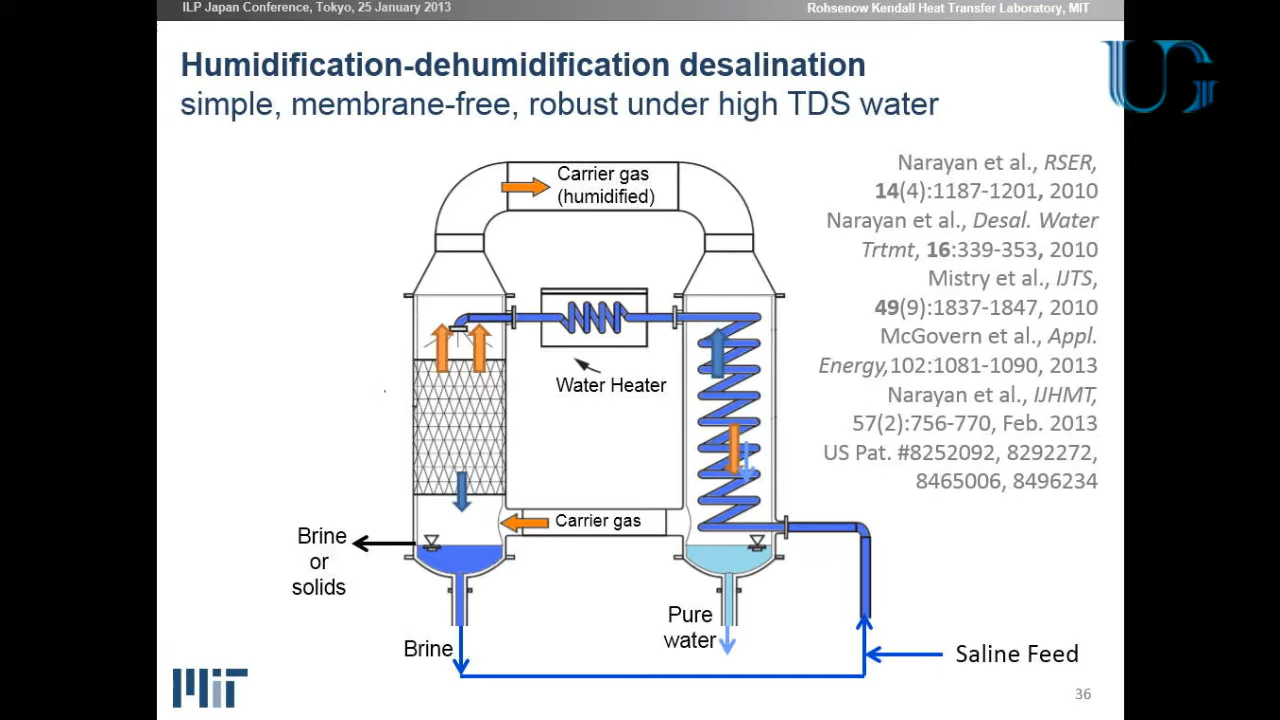 ILP Japan Conference, Tokyo, 25 January 2013
Rohsenow Kendall Heat Transfer Laboratory, MIT
UG
Humidification-dehumidification desalination
simple, membrane-free, robust under high TDS water
Carrier gas
(humidified)
Water Heater
Carrier gas
Brine
or
solids
Brine
Pure
water
Saline Feed
Narayan et al., RSER,
14(4):1187-1201, 2010
Narayan et al., Desal. Water
Trtmt, 16:339-353, 2010
Mistry et al., IJTS,
49(9):1837-1847, 2010
McGovern et al., Appl.
Energy,102:1081-1090, 2013
Narayan et al., IJHMT,
57(2):756-770, Feb. 2013
US Pat. #8252092, 8292272,
8465006, 8496234
MIT
36